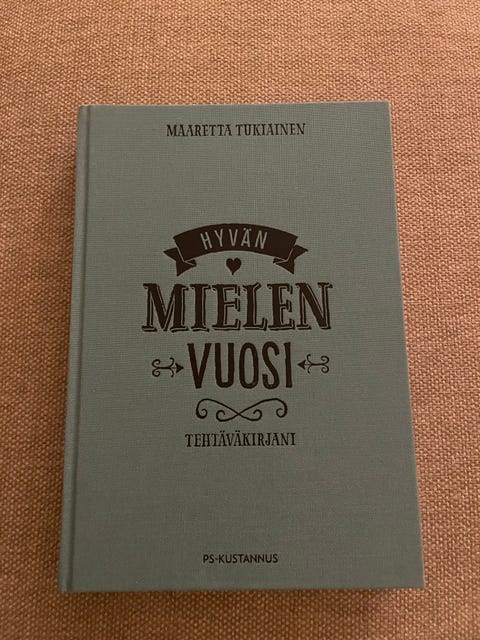 MAARETTA TUKIAINEN
HYVÄN
MIELEN
VUOSI
TEHTÄVÄKIRJANI
PS-KUSTANNUS